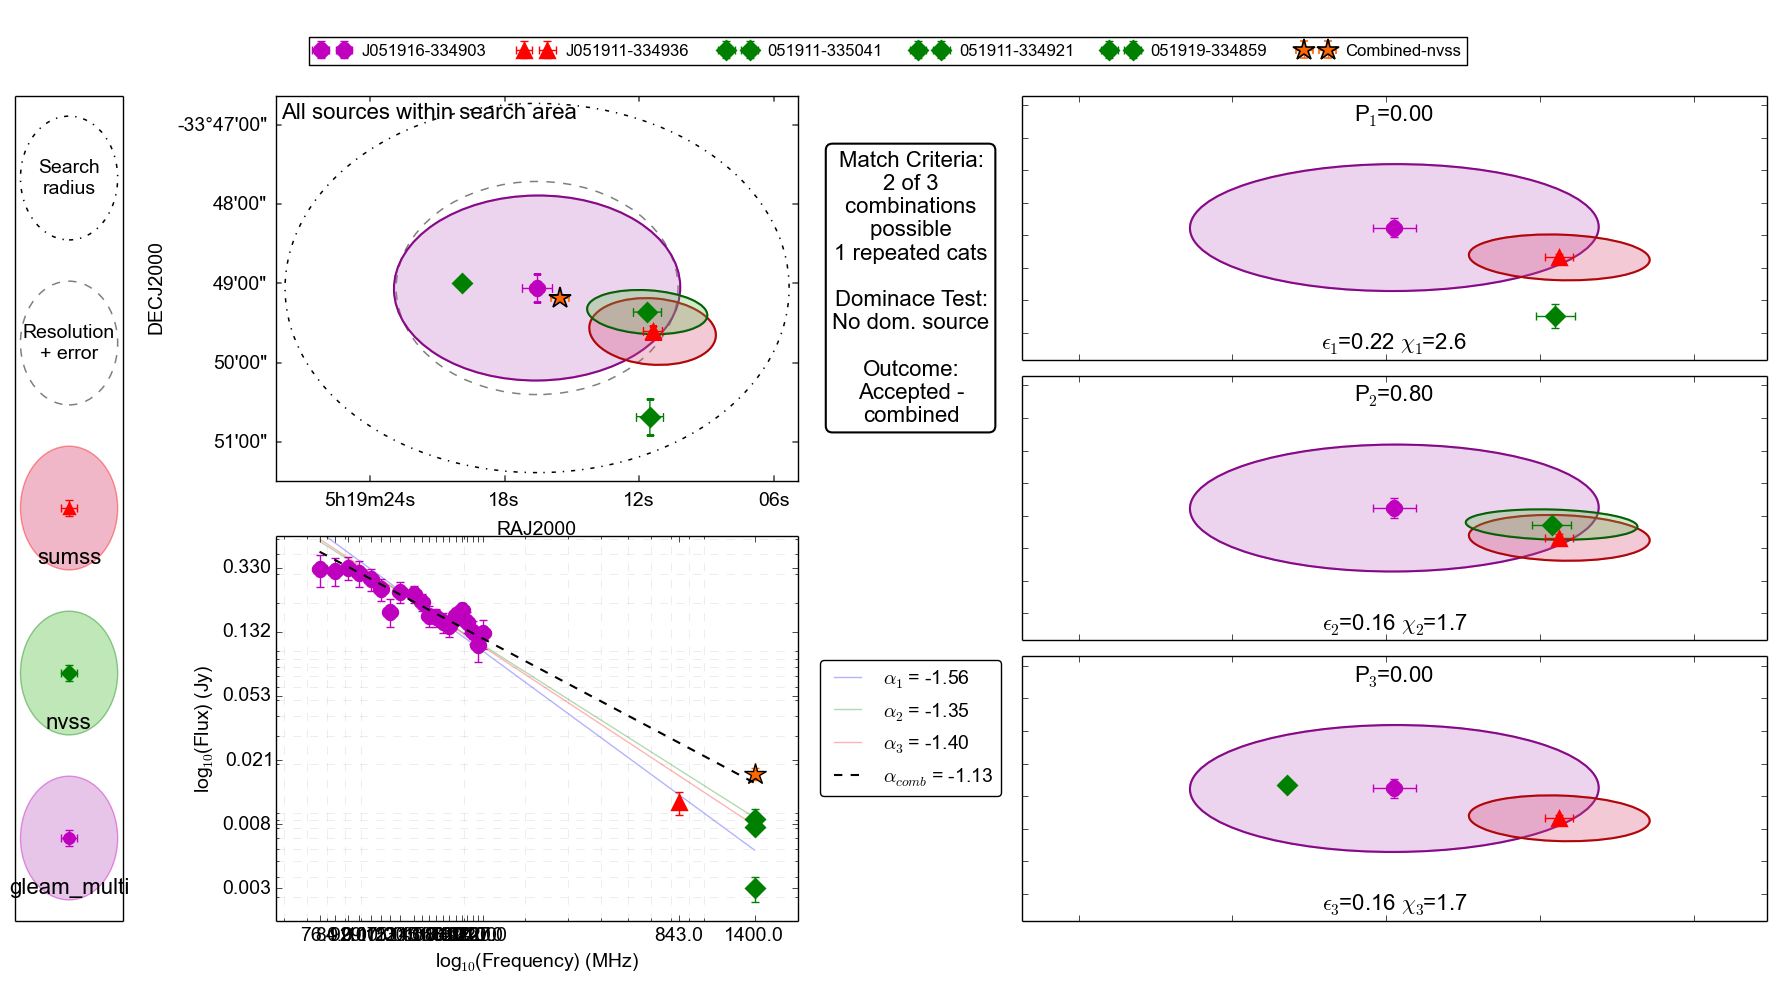 J051916-334903
J051911-334936
051911-335041
051911-334921
051919-334859
Combined-nvss
Search
radius
Resolution
+ error
sumss
nvss
gleam_multi
All sources within search area
DECJ2000
-33°47'00"
48'00"
49'00"
50'00"
51'00"
5h19m24s
18s
12s
06s
RAJ2000
Match Criteria:
2 of 3
combinations
possible
1 repeated cats
Dominace Test:
No dom. source
Outcome:
Accepted -
combined
log10(Flux) (Jy)
0.330
0.132
0.053
0.021
0.008
0.003
843.0
1400.0
log10(Frequency) (MHz)
α1 = -1.56
α2 = -1.35
α3 = -1.40
αcomb = -1.13
P1=0.00
ϵ1=0.22 χ1=2.6
P2=0.80
ϵ2=0.16 χ2=1.7
P3=0.00
ϵ3=0.16 χ3=1.7